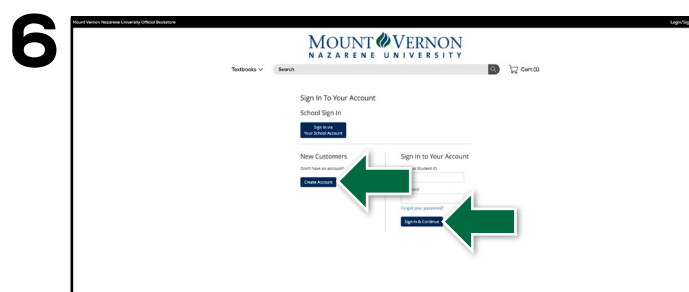 6
Mount Vernon Nazarene University Official Bookstore
Login/Sig
MOUNT VERNON
NAZARENE UNIVERSITY
Textbooks
Search
Cart (1)
Sign In To Your Account
School Sign In
Sign in via
Your School Account
New Customers
Don't have an account?
Create Account
Sign In to Your Account
Student ID
Forgot your password?
Sign In & Continue